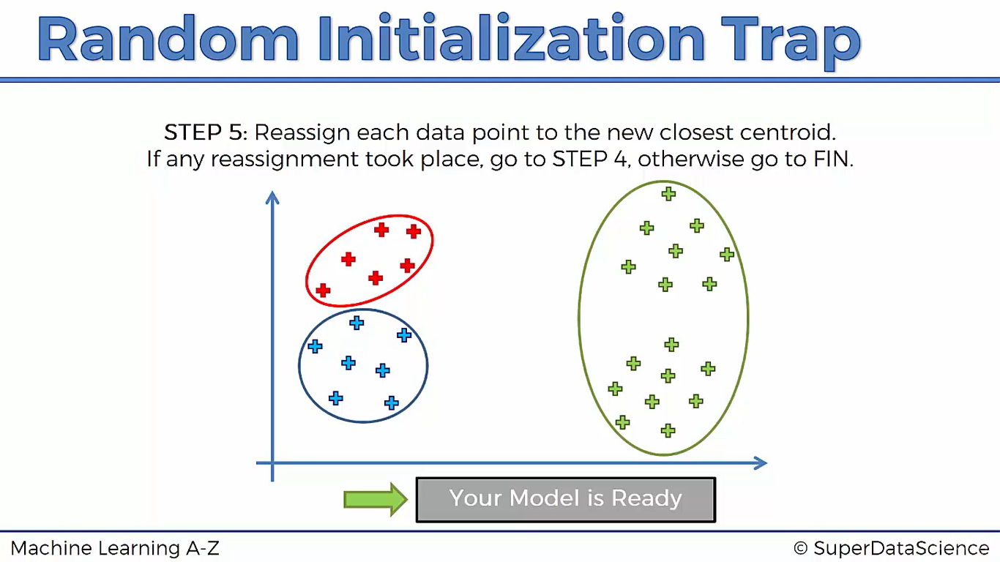 Random Initialization Trap
STEP 5: Reassign each data point to the new closest centroid.
If any reassignment took place, go to STEP 4, otherwise go to FIN.
Your Model is Ready
Machine Learning A-Z
© SuperDataScience